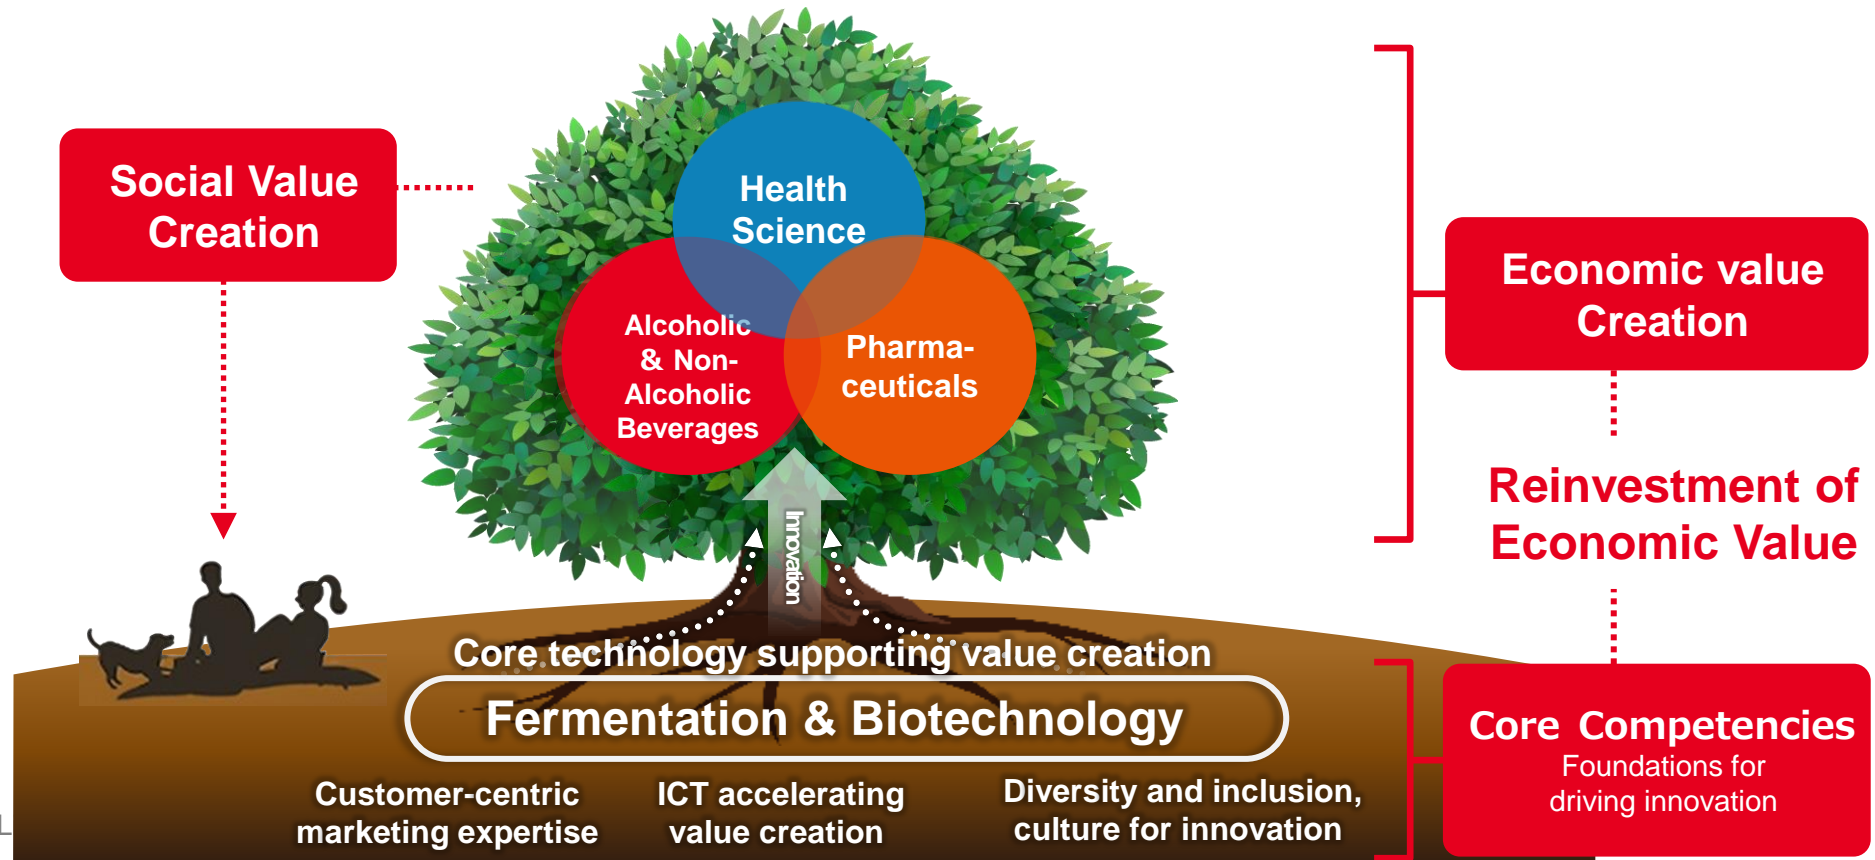 Social Value
Creation
Health
Science
Alcoholic
& Non-
Alcoholic
Beverages
Pharma-
ceuticals
Innovation
Economic value
Creation
Reinvestment of
Economic Value
Core technology supporting value creation
Fermentation & Biotechnology
Customer-centric
marketing expertise
ICT accelerating
value creation
Diversity and inclusion,
culture for innovation
Core Competencies
Foundations for
driving innovation